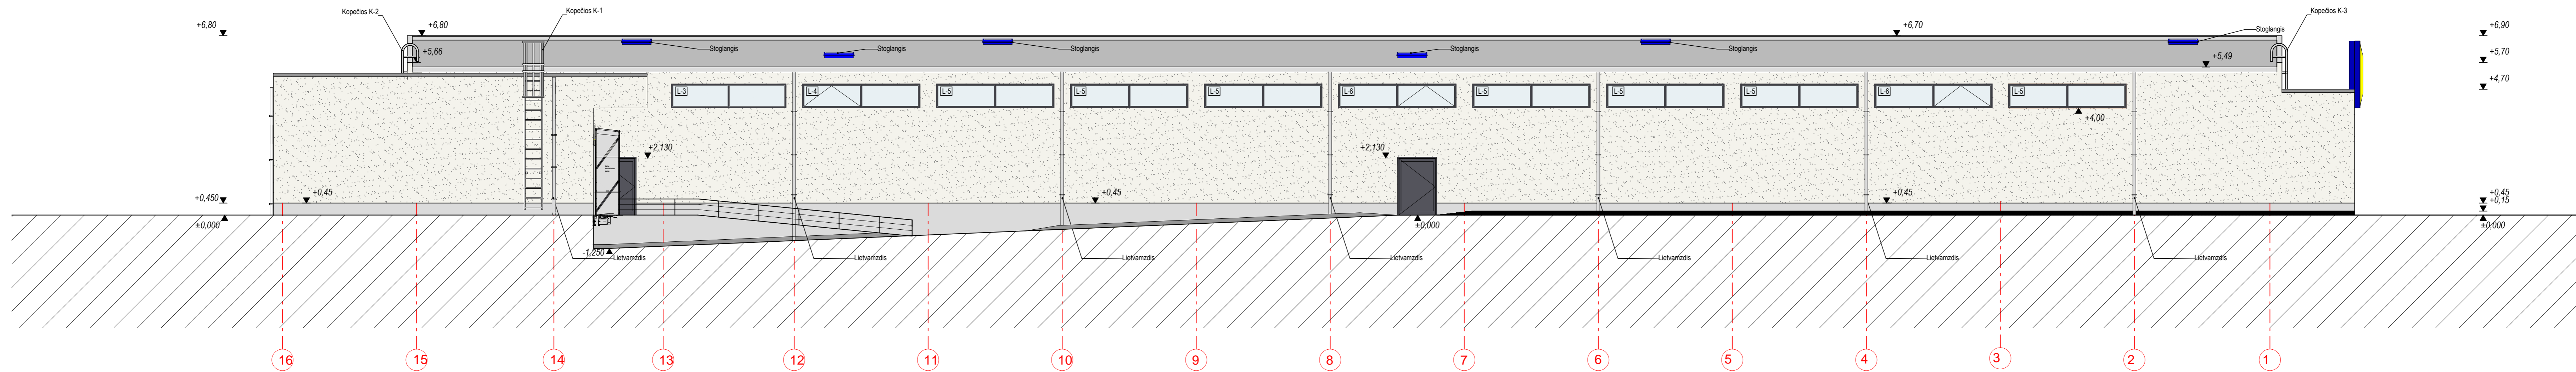 Kopečios K-2
Kopečios K-1
Kopečios K-3
+6,80
+6,80
+6,70
+6,90
Stoglangis
+5,66
Stoglangis
Stoglangis
Stoglangis
Stoglangis
Stoglangis
+5,49
+5,70
+4,70
L-3
L-4
L-5
L-5
L-5
L-6
L-5
L-5
L-5
L-6
L-5
+4,00
+2,130
+2,130
+0,450
+0,45
+0,45
+0,45
+0,45
+0,15
±0,000
±0,000
±0,000
-1,250
Lietvamzdis
Lietvamzdis
Lietvamzdis
Lietvamzdis
Lietvamzdis
Lietvamzdis
Lietvamzdis
16
15
14
13
12
11
10
9
8
7
6
5
4
3
2
1